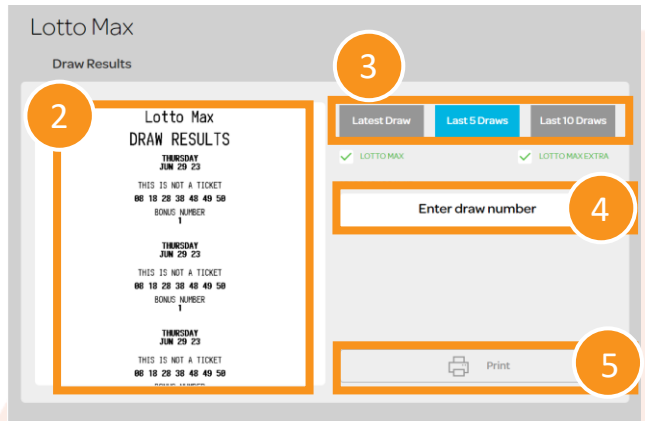 Lotto Max
Draw Results
2
Lotto Max
DRAW RESULTS
THURSDAY
JUN 29 23
THIS IS NOT A TICKET
08 18 28 38 48 49 50
BONUS NUMBER
1
THURSDAY
JUN 29 23
THIS IS NOT A TICKET
08 18 28 38 48 49 50
BONUS NUMBER
1
THURSDAY
JUN 29 23
THIS IS NOT A TICKET
08 18 28 38 48 49 50
BONUS NUMBER
3
Latest Draw Last 5 Draws Last 10 Draws
LOTTO MAX LOTTO MAX EXTRA
Enter draw number 4
Print 5